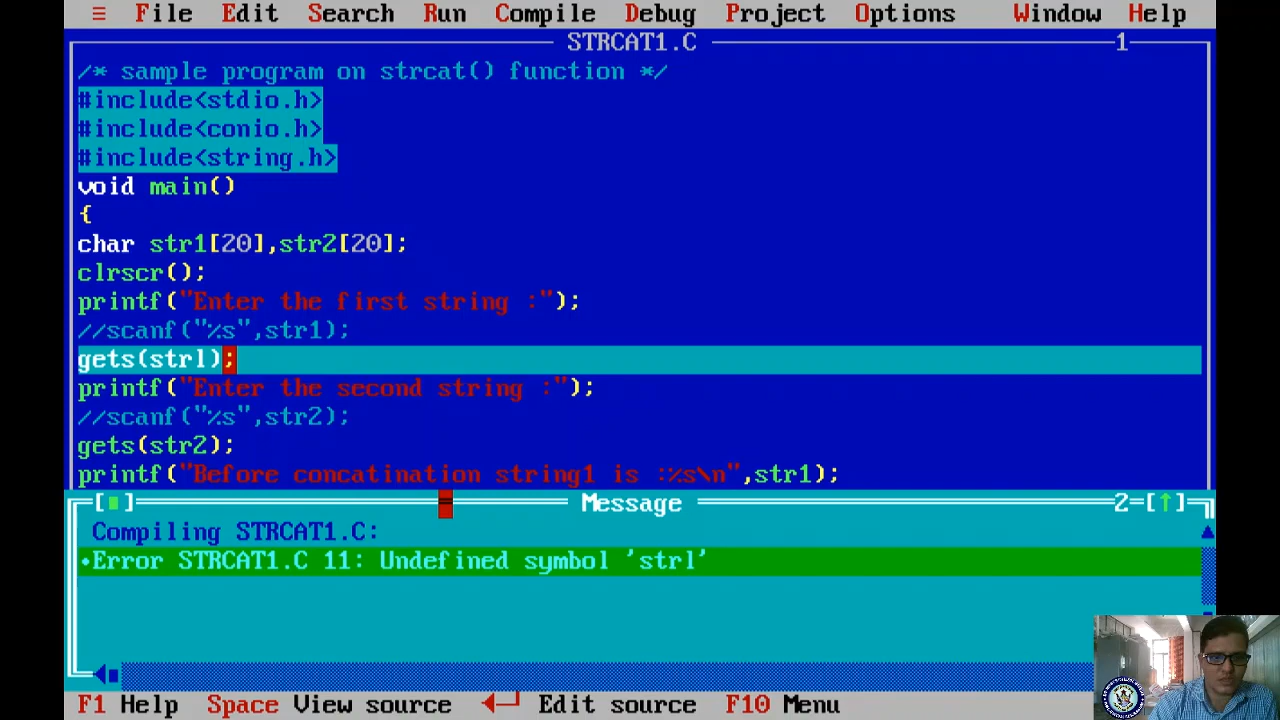 ≡ File Edit Search Run Compile Debug Project Options Window Help
STRCAT1.C 1
/* sample program on strcat() function */
#include<stdio.h>
#include<conio.h>
#include<string.h>
void main()
{
char str1[20],str2[20];
clrscr();
printf("Enter the first string :");
//scanf("%s",str1);
gets(strl);
printf("Enter the second string :");
//scanf("%s",str2);
gets(str2);
printf("Before concatination string1 is :%s\n",str1);
[■] Message 2=[↑]
Compiling STRCAT1.C:
•Error STRCAT1.C 11: Undefined symbol 'strl'
F1 Help Space View source ←┘ Edit source F10 Menu